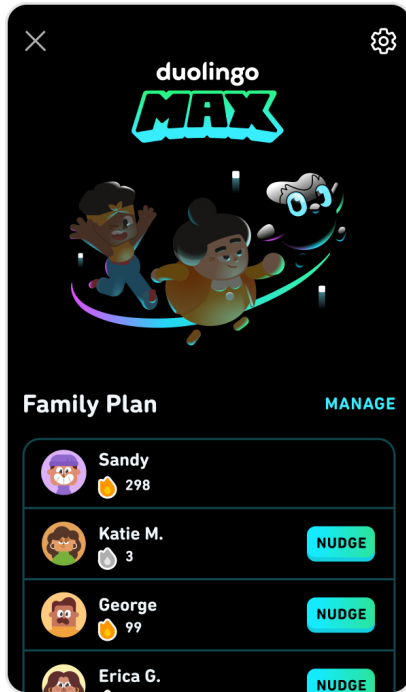 duolingo
MAX
Family Plan
MANAGE
Sandy
298
Katie M.
3
NUDGE
George
99
NUDGE
Erica G.
NUDGE